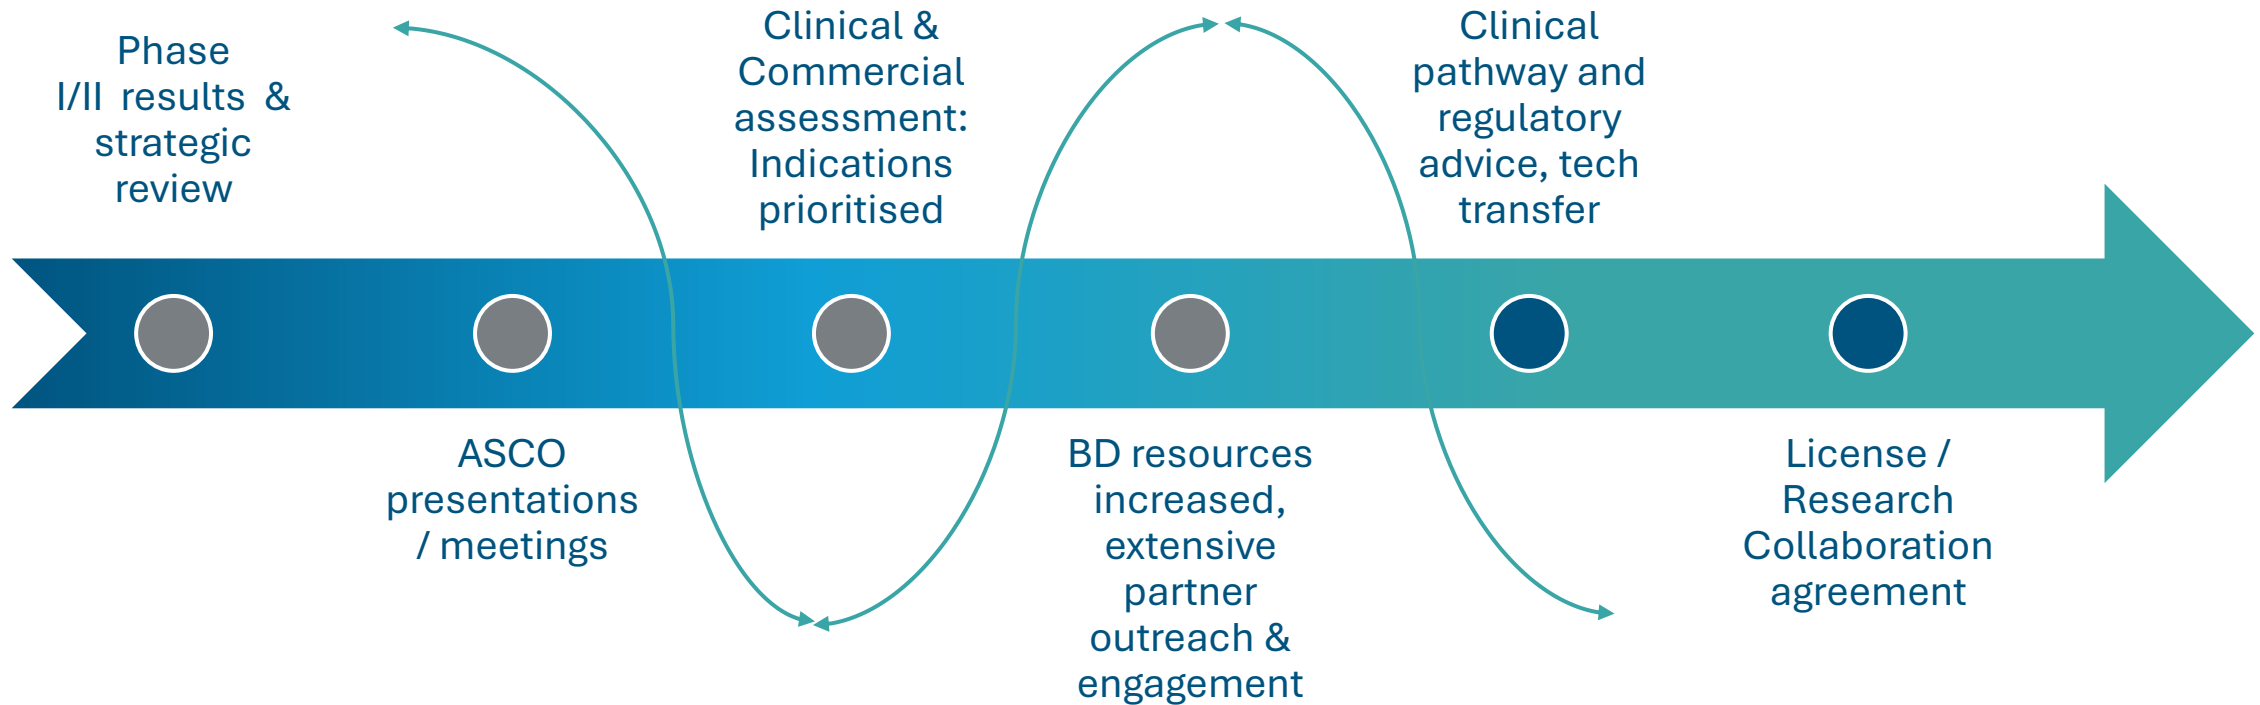 Phase
I/II results &
strategic
review
ASCO
presentations
/ meetings
Clinical &
Commercial
assessment:
Indications
prioritised
BD resources
increased,
extensive
partner
outreach &
engagement
Clinical
pathway and
regulatory
advice, tech
transfer
License /
Research
Collaboration
agreement